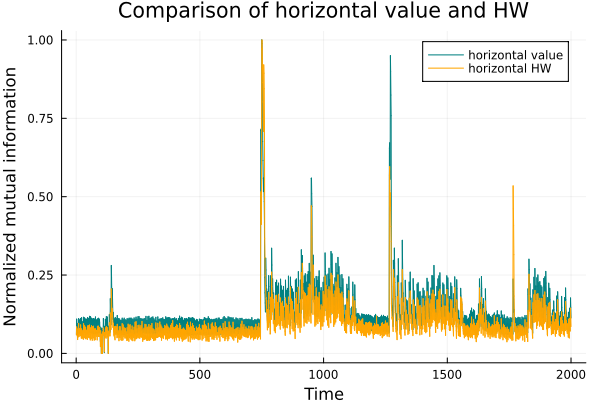 Comparison of horizontal value and HW
Normalized mutual information
1.00
0.75
0.50
0.25
0.00
horizontal value
horizontal HW
0 500 1000 1500 2000
Time